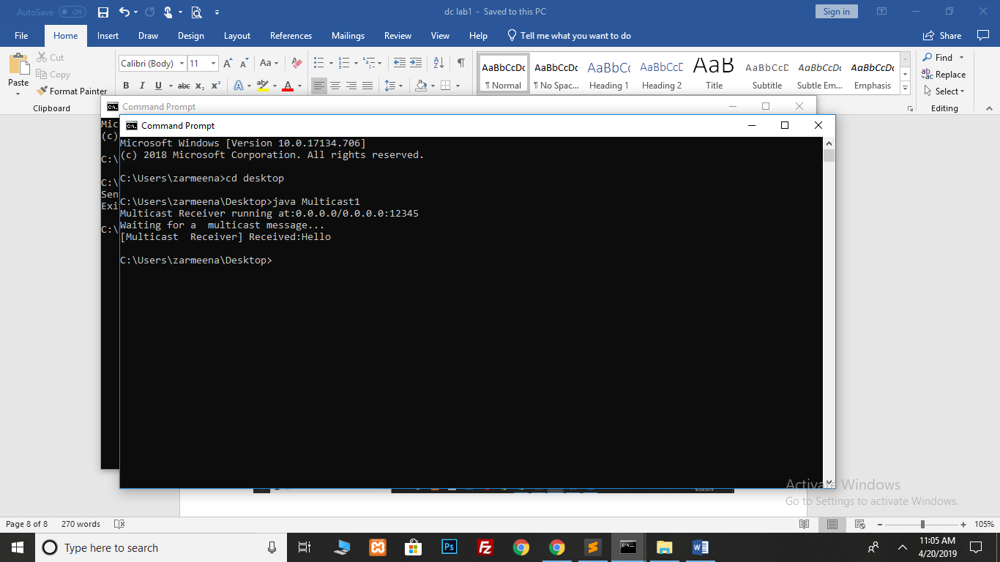 AutoSave Off
dc lab1 - Saved to this PC
Sign in
File Home Insert Draw Design Layout References Mailings Review View Help Tell me what you want to do
Share
Paste
Cut
Copy
Format Painter
Clipboard
Calibri (Body) 11
AaBbCcDc ¶ Normal
AaBbCcDc ¶ No Spac...
AaBbC Heading 1
AaBbCcD Heading 2
AaB Title
AaBbCcD Subtitle
AaBbCcDc Subtle Em...
AaBbCcDc Emphasis
Find
Replace
Select
Editing
Command Prompt
Mic
(c)
C:\
C:\
Sen
Exi
C:\
Command Prompt
Microsoft Windows [Version 10.0.17134.706]
(c) 2018 Microsoft Corporation. All rights reserved.
C:\Users\zarmeena>cd desktop
C:\Users\zarmeena\Desktop>java Multicast1
Multicast Receiver running at:0.0.0.0/0.0.0.0:12345
Waiting for a  multicast message...
[Multicast  Receiver] Received:Hello
C:\Users\zarmeena\Desktop>
Activate Windows
Go to Settings to activate Windows.
Page 8 of 8 270 words
105%
Type here to search
11:05 AM
4/20/2019